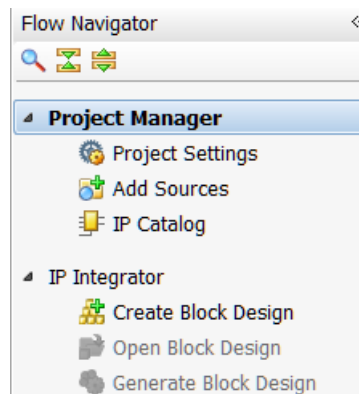 Flow Navigator
Project Manager
Project Settings
Add Sources
IP Catalog
IP Integrator
Create Block Design
Open Block Design
Generate Block Design